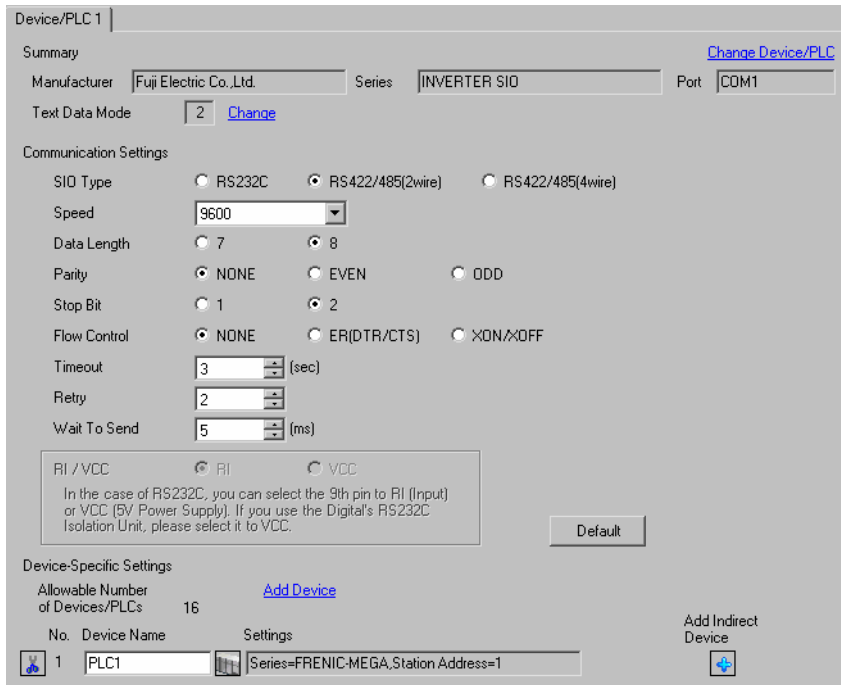 Device/PLC 1
Summary
Change Device/PLC
Manufacturer Fuji Electric Co.,Ltd. Series INVERTER SIO Port COM1
Text Data Mode 2 Change
Communication Settings
SIO Type RS232C RS422/485(2wire) RS422/485(4wire)
Speed 9600
Data Length 7 8
Parity NONE EVEN ODD
Stop Bit 1 2
Flow Control NONE ER(DTR/CTS) XON/XOFF
Timeout 3 (sec)
Retry 2
Wait To Send 5 (ms)
RI / VCC RI VCC
In the case of RS232C, you can select the 9th pin to RI (Input)
or VCC (5V Power Supply). If you use the Digital's RS232C
Isolation Unit, please select it to VCC.
Default
Device-Specific Settings
Allowable Number Add Device
of Devices/PLCs 16
Add Indirect
Device
No. Device Name Settings
1 PLC1 Series=FRENIC-MEGA,Station Address=1